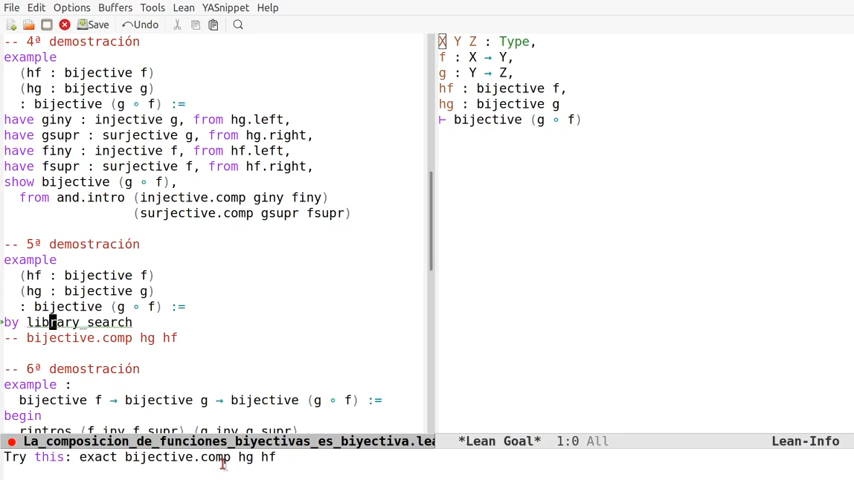 File Edit Options Buffers Tools Lean YASnippet Help
Save Undo
-- 4ª demostración
example
(hf : bijective f)
(hg : bijective g)
: bijective (g ∘ f) :=
have giny : injective g, from hg.left,
have gsupr : surjective g, from hg.right,
have finy : injective f, from hf.left,
have fsupr : surjective f, from hf.right,
show bijective (g ∘ f),
from and.intro (injective.comp giny finy)
(surjective.comp gsupr fsupr)
-- 5ª demostración
example
(hf : bijective f)
(hg : bijective g)
: bijective (g ∘ f) :=
by library_search
-- bijective.comp hg hf
-- 6ª demostración
example :
bijective f → bijective g → bijective (g ∘ f) :=
begin
rintros ⟨f_iny, f_supr⟩ ⟨g_iny, g_supr⟩,
X Y Z : Type,
f : X → Y,
g : Y → Z,
hf : bijective f,
hg : bijective g
⊢ bijective (g ∘ f)
La_composicion_de_funciones_biyectivas_es_biyectiva.lea
*Lean Goal* 1:0 All Lean-Info
Try this: exact bijective.comp hg hf